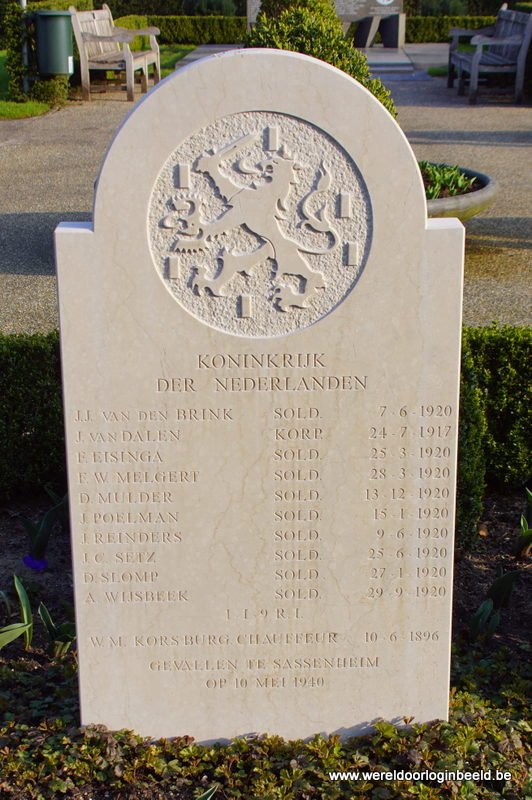 KONINKRIJK
DER NEDERLANDEN
J.J. VAN DEN BRINK SOLD. 7-6-1920
J. VAN DALEN KORP. 24-7-1917
F. EISINGA SOLD. 25-3-1920
F.W. MELGERT SOLD. 28-3-1920
D. MULDER SOLD. 13-12-1920
J. POELMAN SOLD. 15-1-1920
J. REINDERS SOLD. 9-6-1920
J.C. SETZ SOLD. 25-6-1920
D. SLOMP SOLD. 27-1-1920
A. WIJSBEEK SOLD. 29-9-1920
1-1-9 R.I.
W.M. KORSBURG CHAUFFEUR 10-6-1896
GEVALLEN TE SASSENHEIM
OP 10 MEI 1940
www.wereldoorloginbeeld.be